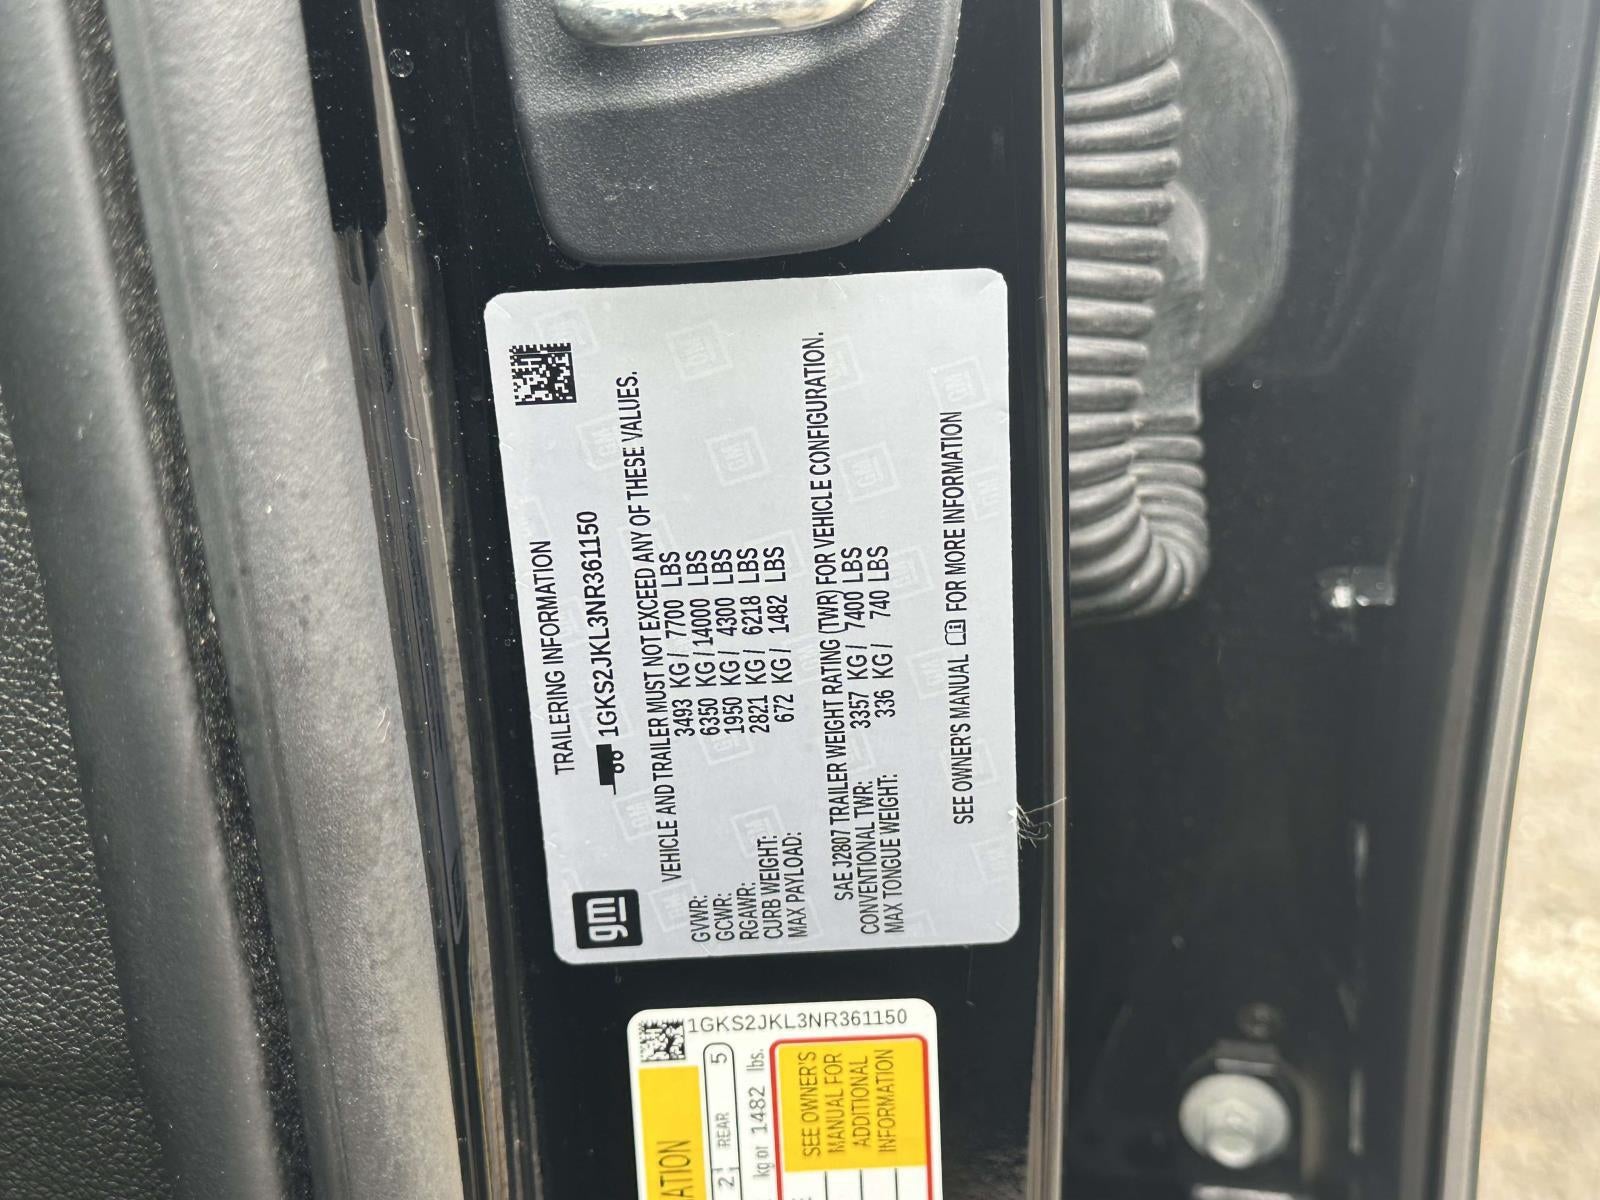 gm
TRAILERING INFORMATION
1GKS2JKL3NR361150
VEHICLE AND TRAILER MUST NOT EXCEED ANY OF THESE VALUES.
GVWR: 3493 KG / 7700 LBS
GCWR: 6350 KG / 14000 LBS
RGAWR: 1950 KG / 4300 LBS
CURB WEIGHT: 2821 KG / 6218 LBS
MAX PAYLOAD: 672 KG / 1482 LBS
SAE J2807 TRAILER WEIGHT RATING (TWR) FOR VEHICLE CONFIGURATION.
CONVENTIONAL TWR: 3357 KG / 7400 LBS
MAX TONGUE WEIGHT: 336 KG / 740 LBS
SEE OWNER'S MANUAL FOR MORE INFORMATION
ATION
1GKS2JKL3NR361150
2 REAR 5
kg or 1482 lbs.
SEE OWNER'S
MANUAL FOR
ADDITIONAL
INFORMATION